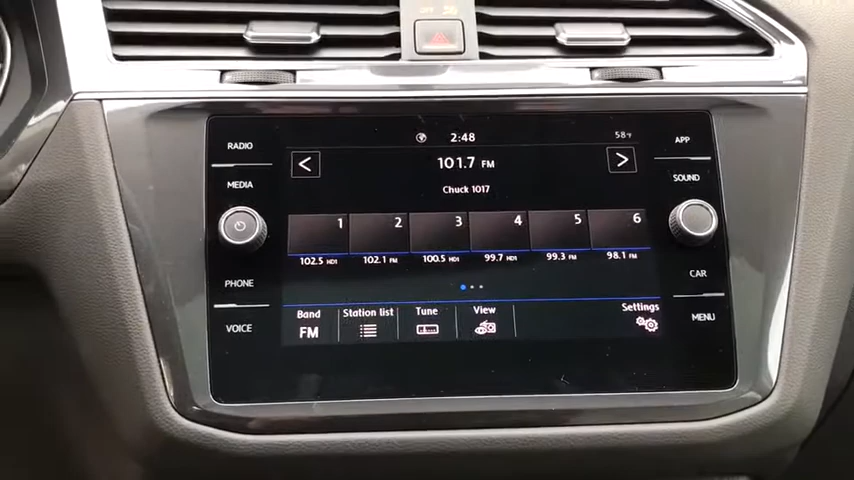 RADIO
MEDIA
PHONE
VOICE
2:48
58°F
101.7 FM
Chuck 1017
1 2 3 4 5 6
102.5 HD1 102.1 FM 100.5 HD1 99.7 HD1 99.3 FM 98.1 FM
Band Station list Tune View Settings
FM
APP
SOUND
CAR
MENU